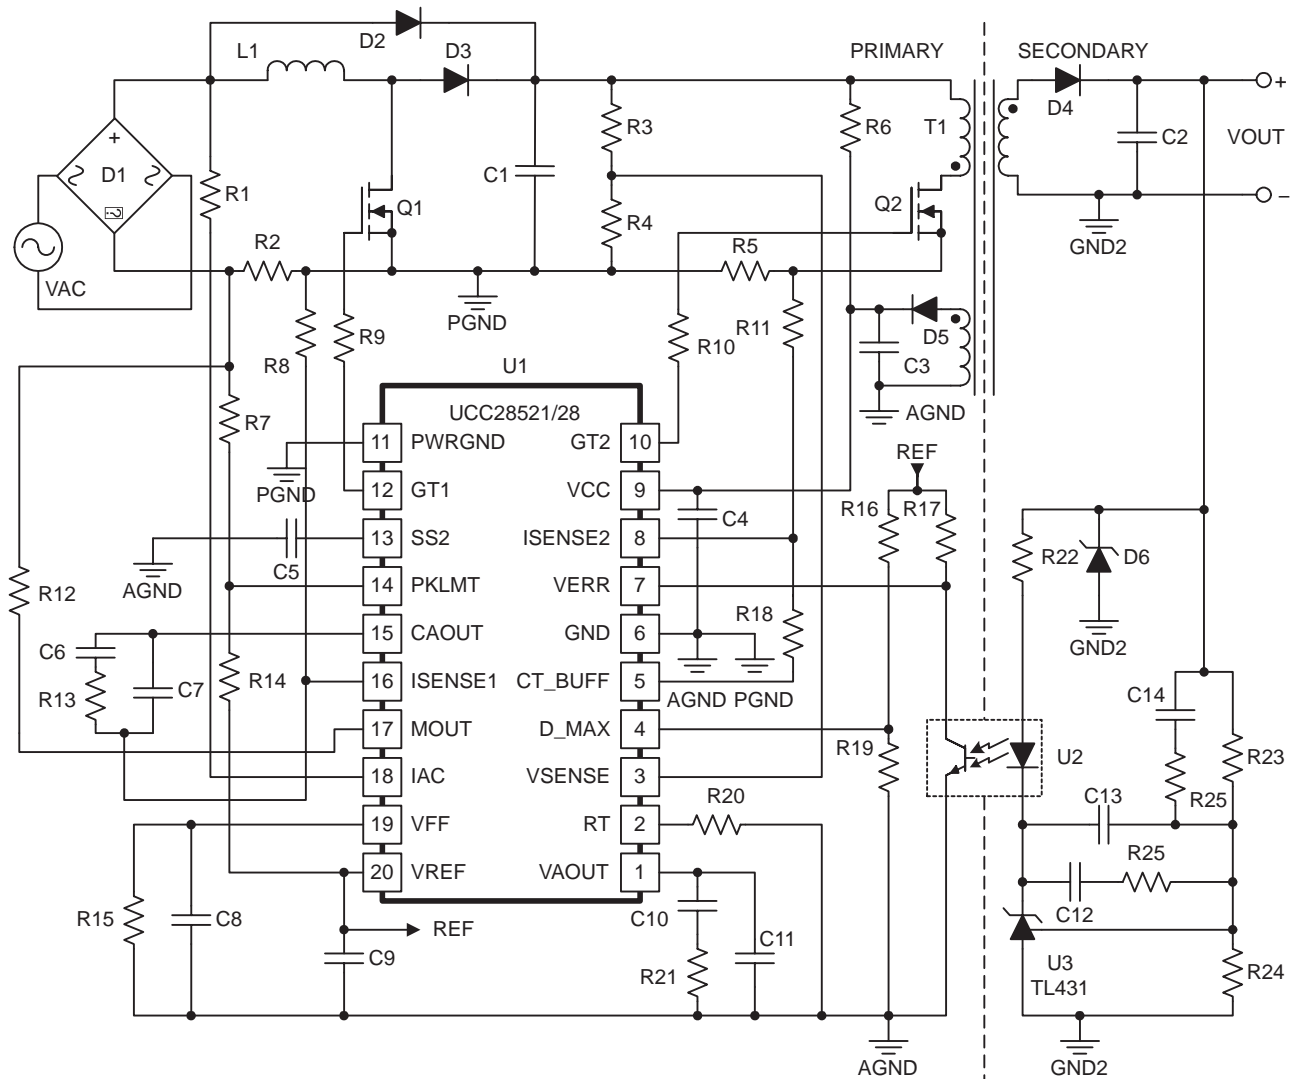 D2
L1
D3
PRIMARY
SECONDARY
+
D4
R3
R6
T1
C2
VOUT
+
D1
R1
C1
Q1
R4
Q2
−
GND2
R2
R5
VAC
PGND
R8
R9
R10
R11
D5
C3
AGND
U1
R7
UCC28521/28
11 PWRGND
GT2 10
REF
PGND
12 GT1
VCC 9
C4
R16
R17
13 SS2
ISENSE2 8
C5
AGND
R22
D6
14 PKLMT
VERR 7
R12
R18
15 CAOUT
GND 6
GND2
C6
R13
C7
R14
16 ISENSE1
CT_BUFF 5
AGND PGND
C14
17 MOUT
D_MAX 4
R19
U2
R23
18 IAC
VSENSE 3
R25
C13
R20
19 VFF
RT 2
R25
20 VREF
VAOUT 1
C12
R15
C8
REF
C10
C11
C9
R21
U3
TL431
R24
AGND
GND2